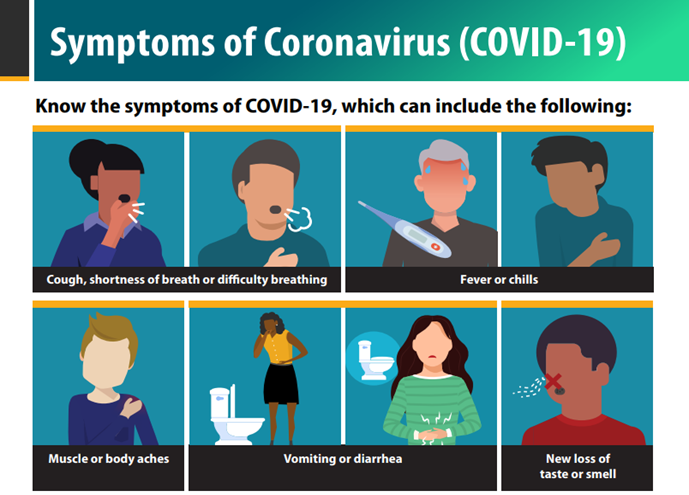 Symptoms of Coronavirus (COVID-19)
Know the symptoms of COVID-19, which can include the following:
Cough, shortness of breath or difficulty breathing
Fever or chills
Muscle or body aches
Vomiting or diarrhea
New loss of
taste or smell